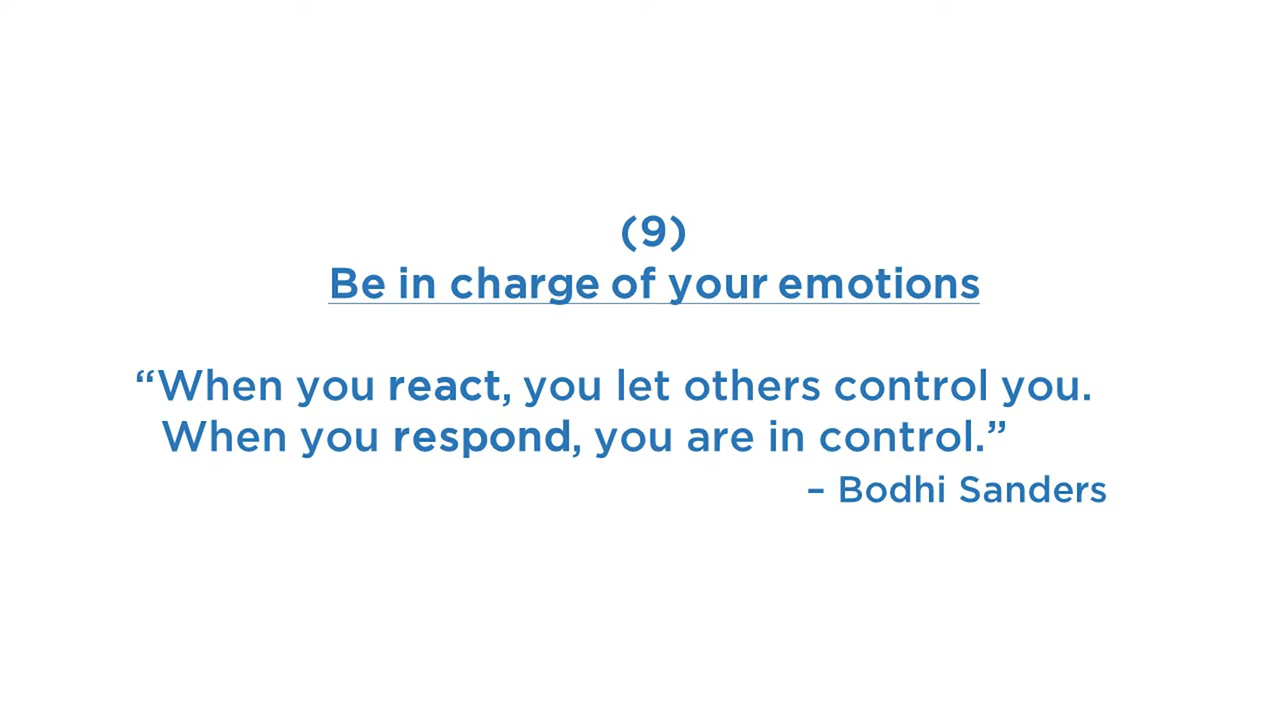 (9)
Be in charge of your emotions
“When you react, you let others control you.
When you respond, you are in control.”
– Bodhi Sanders